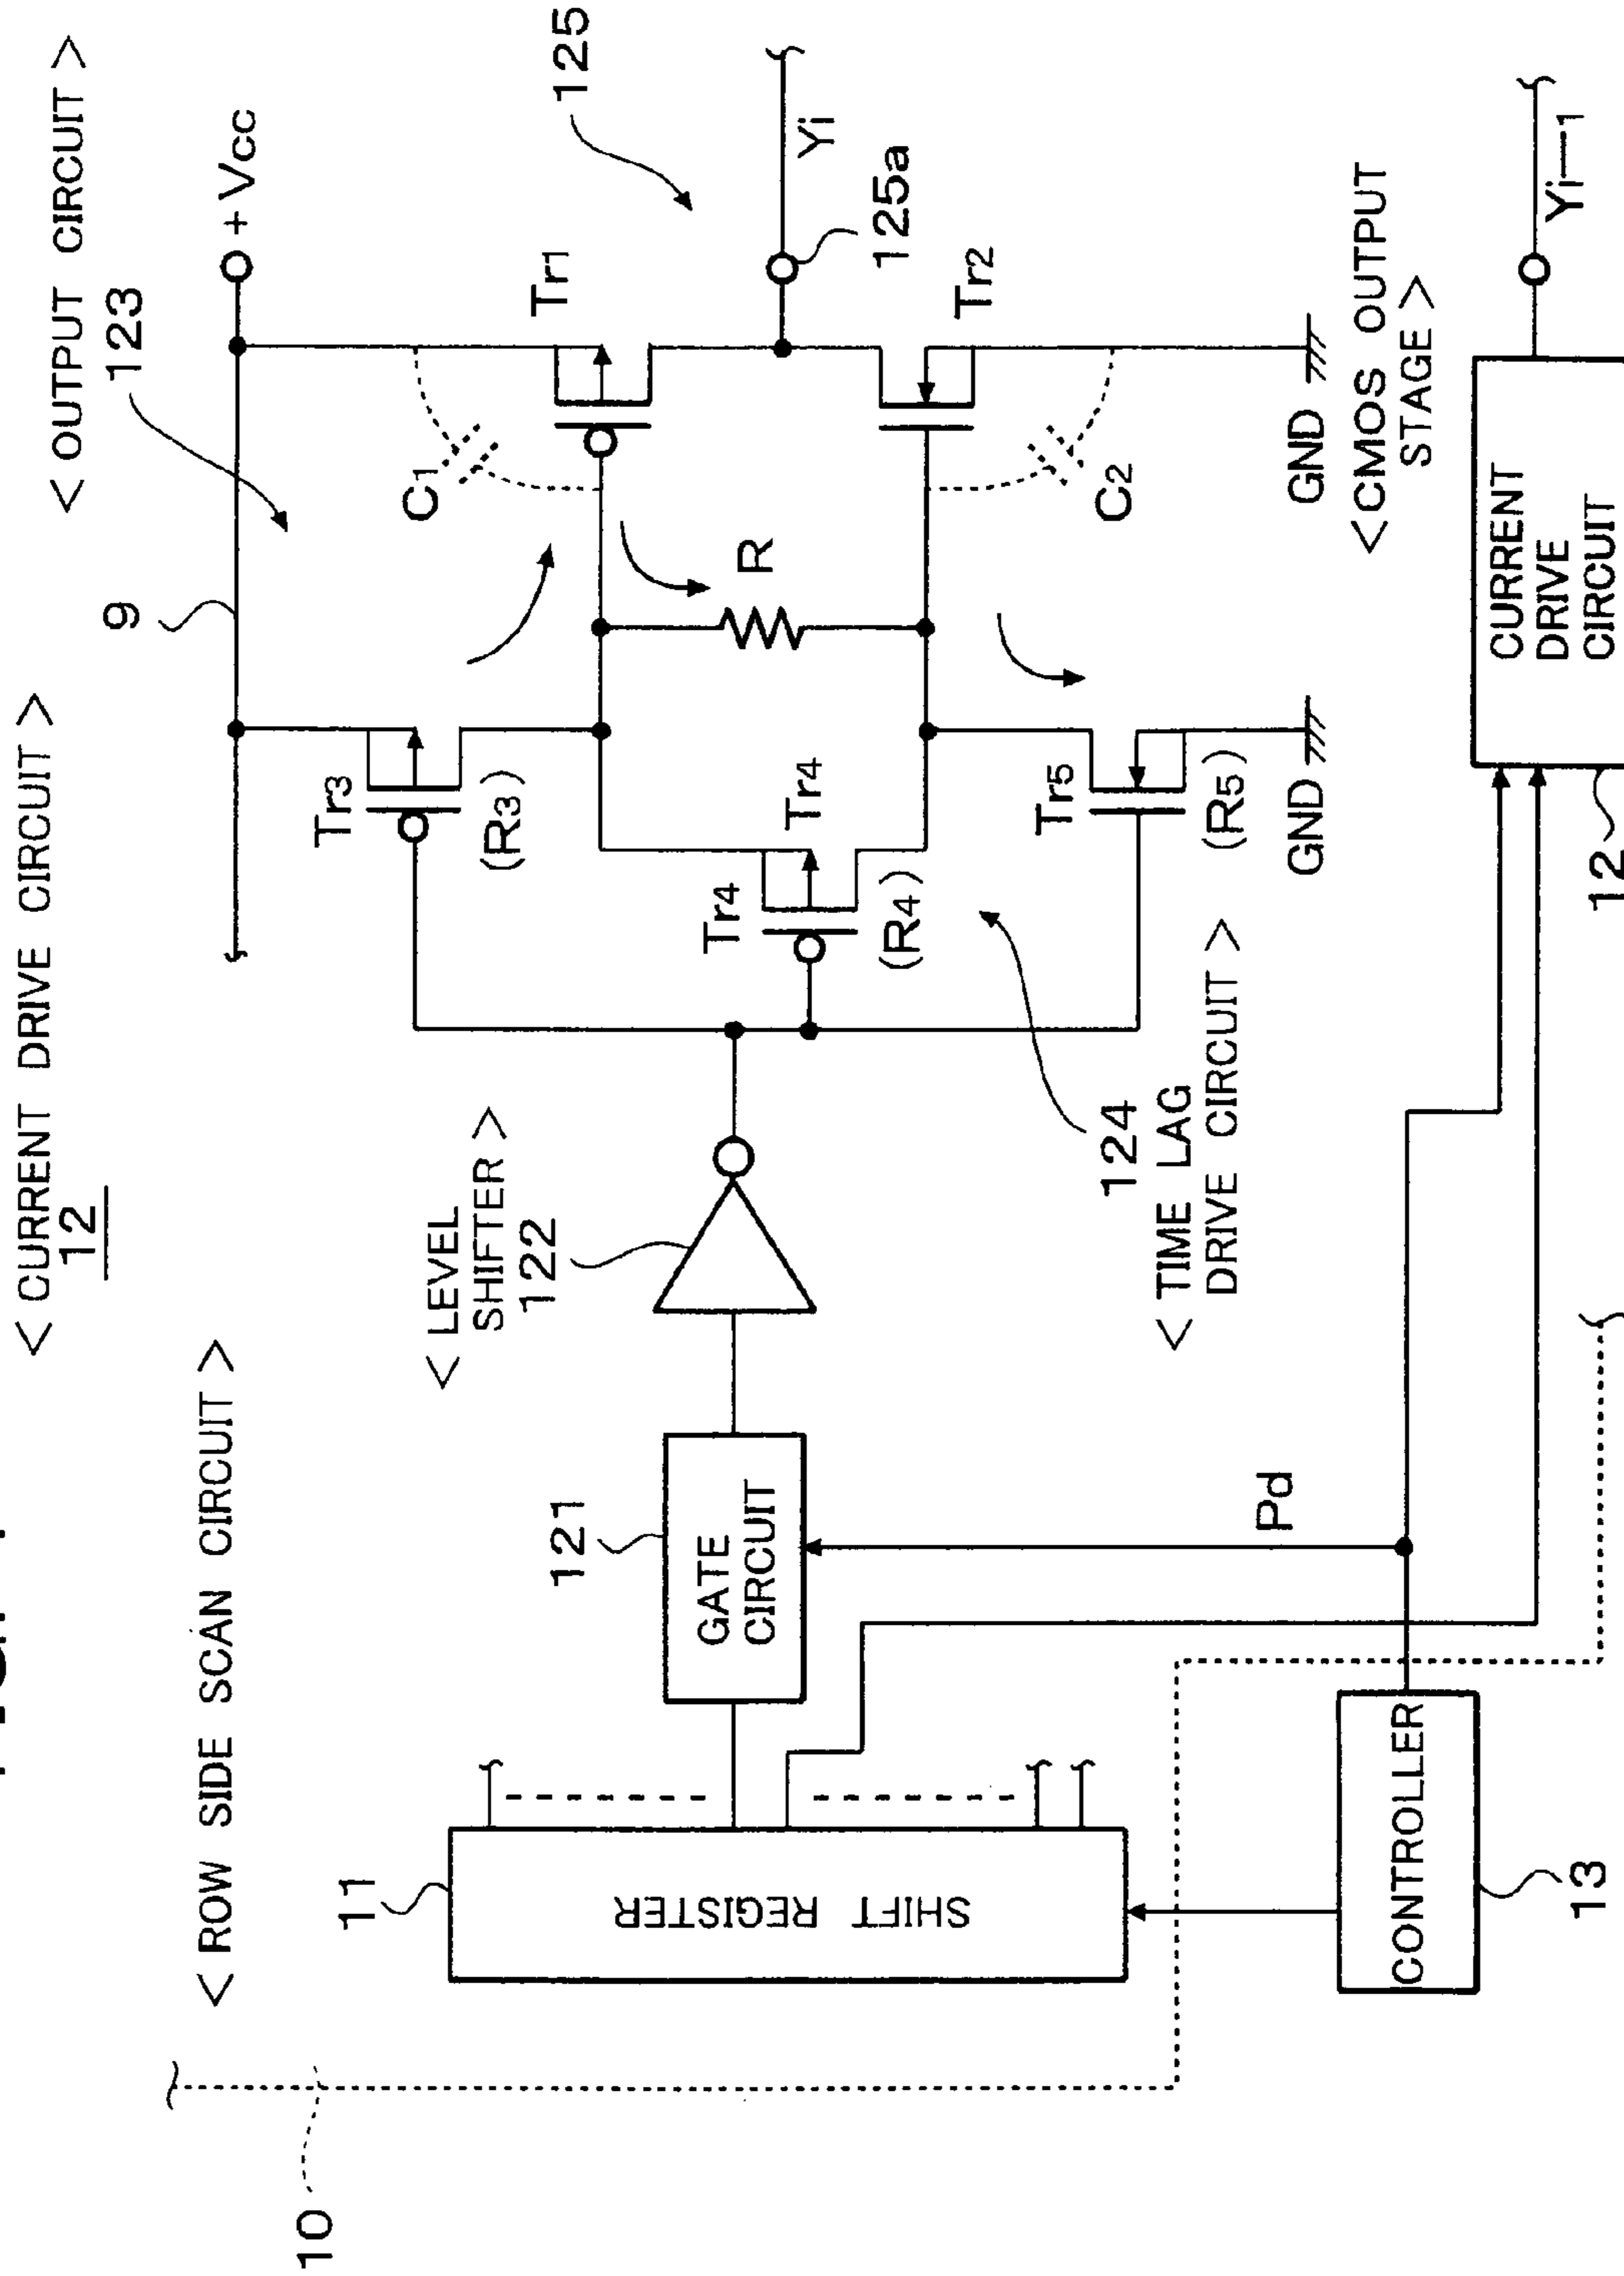 < CURRENT DRIVE CIRCUIT >
12
< ROW SIDE SCAN CIRCUIT >
< OUTPUT CIRCUIT >
123
9
+Vcc
10
11
SHIFT REGISTER
121
GATE
CIRCUIT
< LEVEL
SHIFTER >
122
Tr3
(R3)
Tr4
Tr4
(R4)
Tr5
(R5)
GND
R
C1
C2
Tr1
Tr2
GND
125
125a
Yi
124
< TIME LAG
DRIVE CIRCUIT >
<CMOS OUTPUT
STAGE >
Pd
CONTROLLER
13
CURRENT
DRIVE
CIRCUIT
12
Yi-1